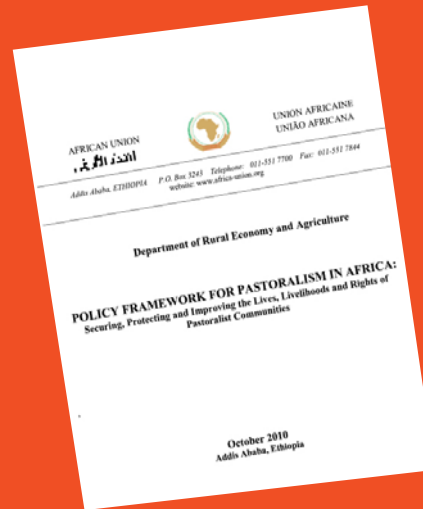 AFRICAN UNION
UNION AFRICAINE
UNIÃO AFRICANA
Addis Ababa, ETHIOPIA P.O. Box 3243 Telephone: 011-551 7700 Fax: 011-551 7844
website: www.africa-union.org
Department of Rural Economy and Agriculture
POLICY FRAMEWORK FOR PASTORALISM IN AFRICA:
Securing, Protecting and Improving the Lives, Livelihoods and Rights of
Pastoralist Communities
October 2010
Addis Ababa, Ethiopia